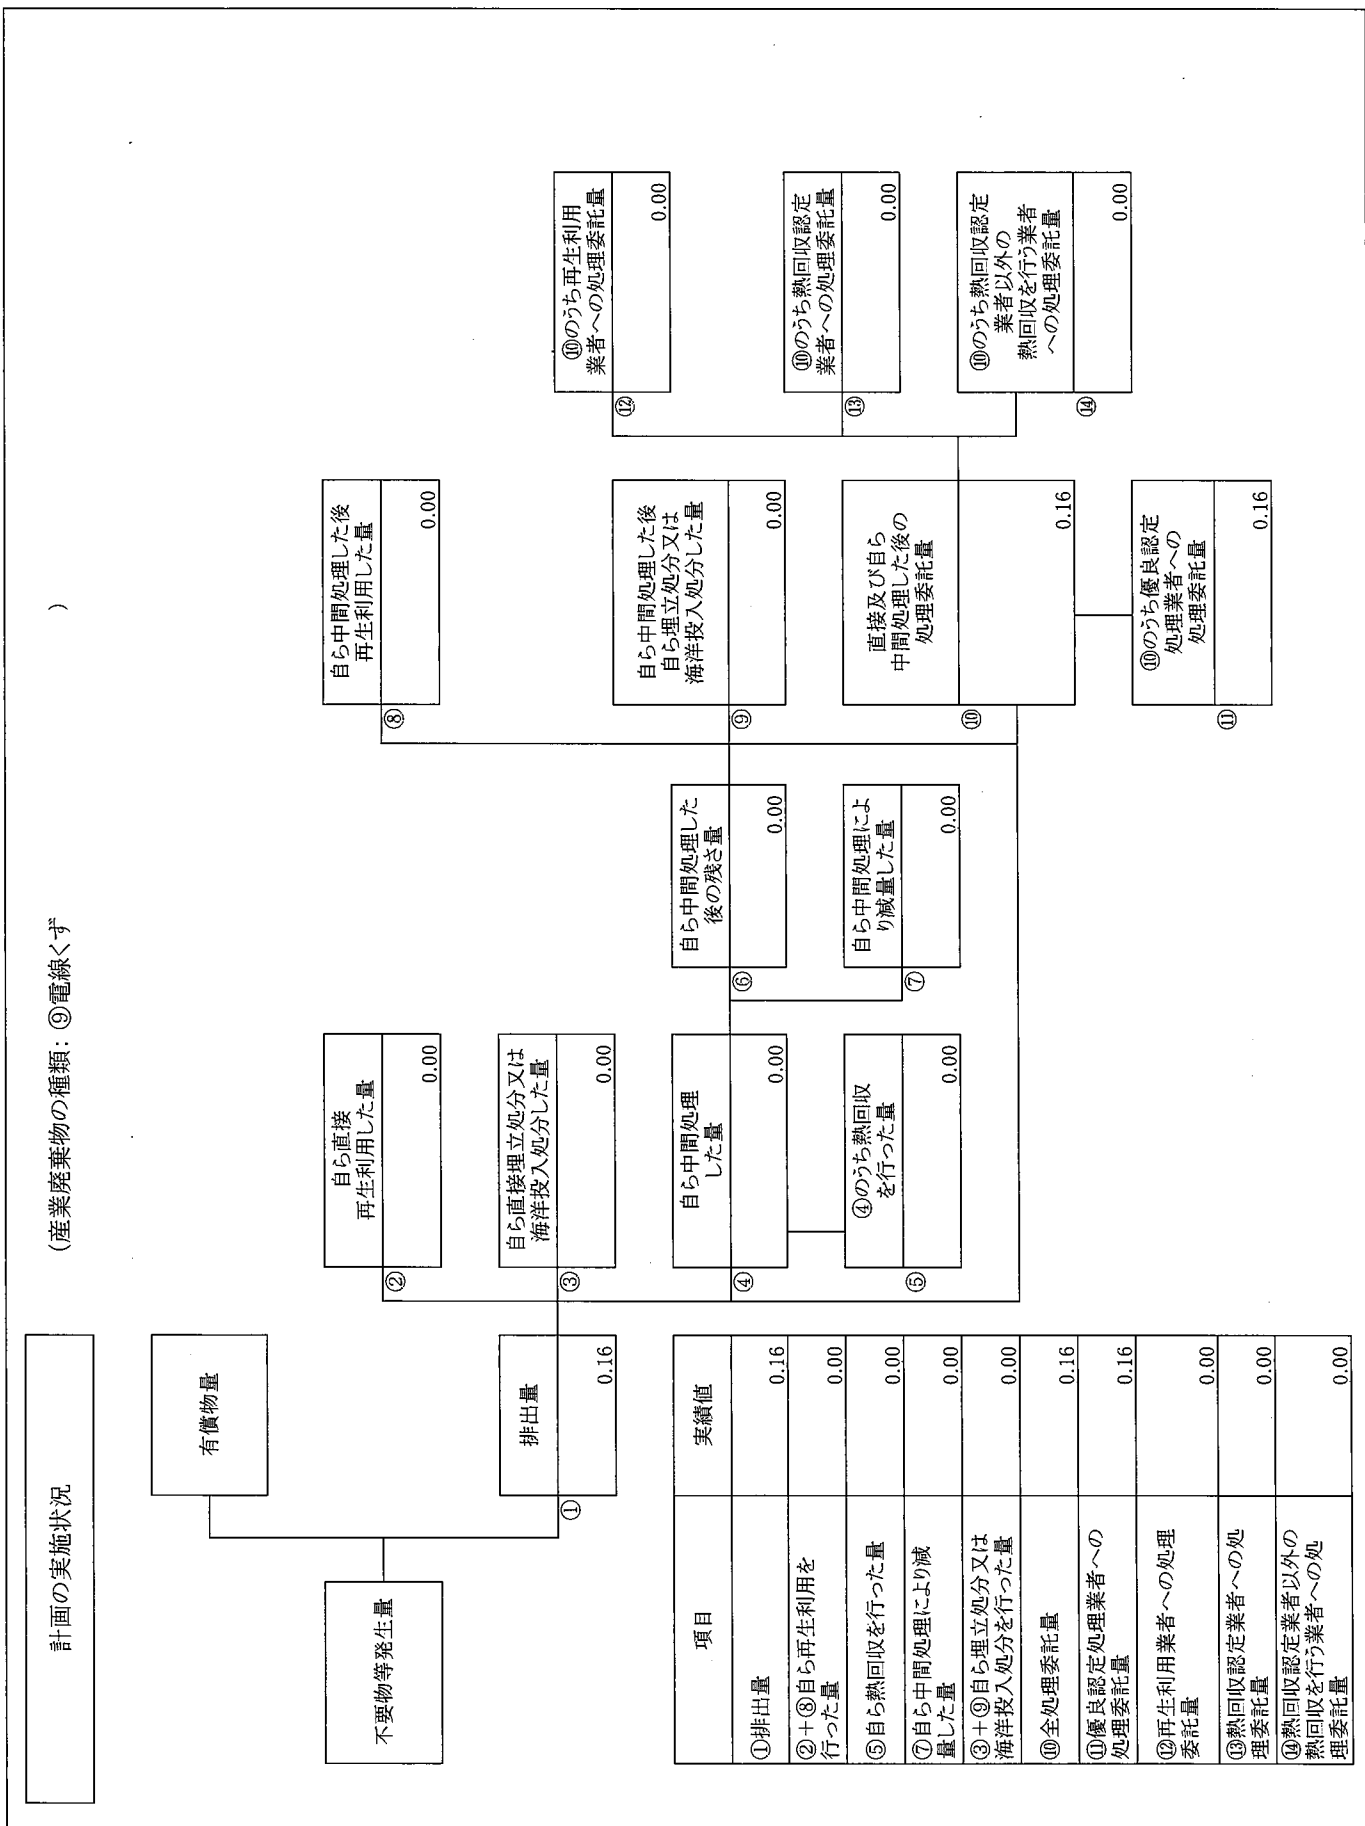 計画の実施状況
(産業廃棄物の種類：⑨電線くず　)
不要物等発生量
有償物量
①
排出量
0.16
②
自ら直接
再生利用した量
0.00
③
自ら直接埋立処分又は
海洋投入処分した量
0.00
④
自ら中間処理
した量
0.00
⑤
④のうち熱回収
を行った量
0.00
⑥
自ら中間処理した
後の残さ量
0.00
⑦
自ら中間処理によ
り減量した量
0.00
⑧
自ら中間処理した後
再生利用した量
0.00
⑨
自ら中間処理した後
自ら埋立処分又は
海洋投入処分した量
0.00
⑩
直接及び自ら
中間処理した後の
処理委託量
0.16
⑪
⑩のうち優良認定
処理業者への
処理委託量
0.16
⑫
⑩のうち再生利用
業者への処理委託量
0.00
⑬
⑩のうち熱回収認定
業者への処理委託量
0.00
⑭
⑩のうち熱回収認定
業者以外の
熱回収を行う業者
への処理委託量
0.00
項目 実績値
①排出量 0.16
②＋⑧自ら再生利用を
行った量 0.00
⑤自ら熱回収を行った量 0.00
⑦自ら中間処理により減
量した量 0.00
③＋⑨自ら埋立処分又は
海洋投入処分を行った量 0.00
⑩全処理委託量 0.16
⑪優良認定処理業者への
処理委託量 0.16
⑫再生利用業者への処理
委託量 0.00
⑬熱回収認定業者への処
理委託量 0.00
⑭熱回収認定業者以外の
熱回収を行う業者への処
理委託量 0.00